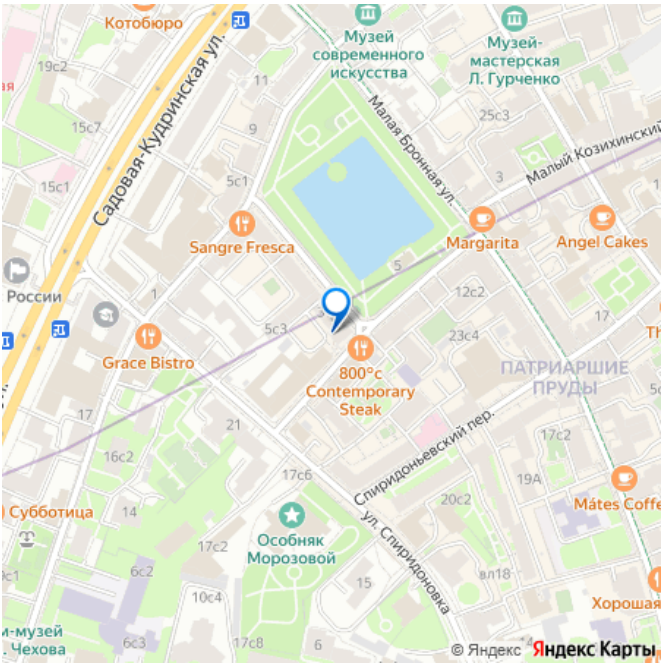 Котобюро
19с2
ая
11
9
15с7
15с1
Садовая-Кудринская ул.
Музей
современного
искусства
Музей-
мастерская
Л. Гурченко
25с3
Малая Бронная ул.
3
Малый Козихинский
5с1
Sangre Fresca
Margarita
Angel Cakes
5
России
1
5с3
12с2
17
23с4
Th
Grace Bistro
800°c
Contemporary
Steak
ПАТРИАРШИЕ
ПРУДЫ
17
21
16с2
17с6
Спиридоньевский пер.
17с2
19А
Субботица
14
20с2
Mátes Coffe
Особняк
Морозовой
17с2
ул. Спиридоновка
6с2
10с4
15
вл18
9с1
Хорошая
м-музей
. Чехова
6с3
17с8
6
© Яндекс Яндекс Карты